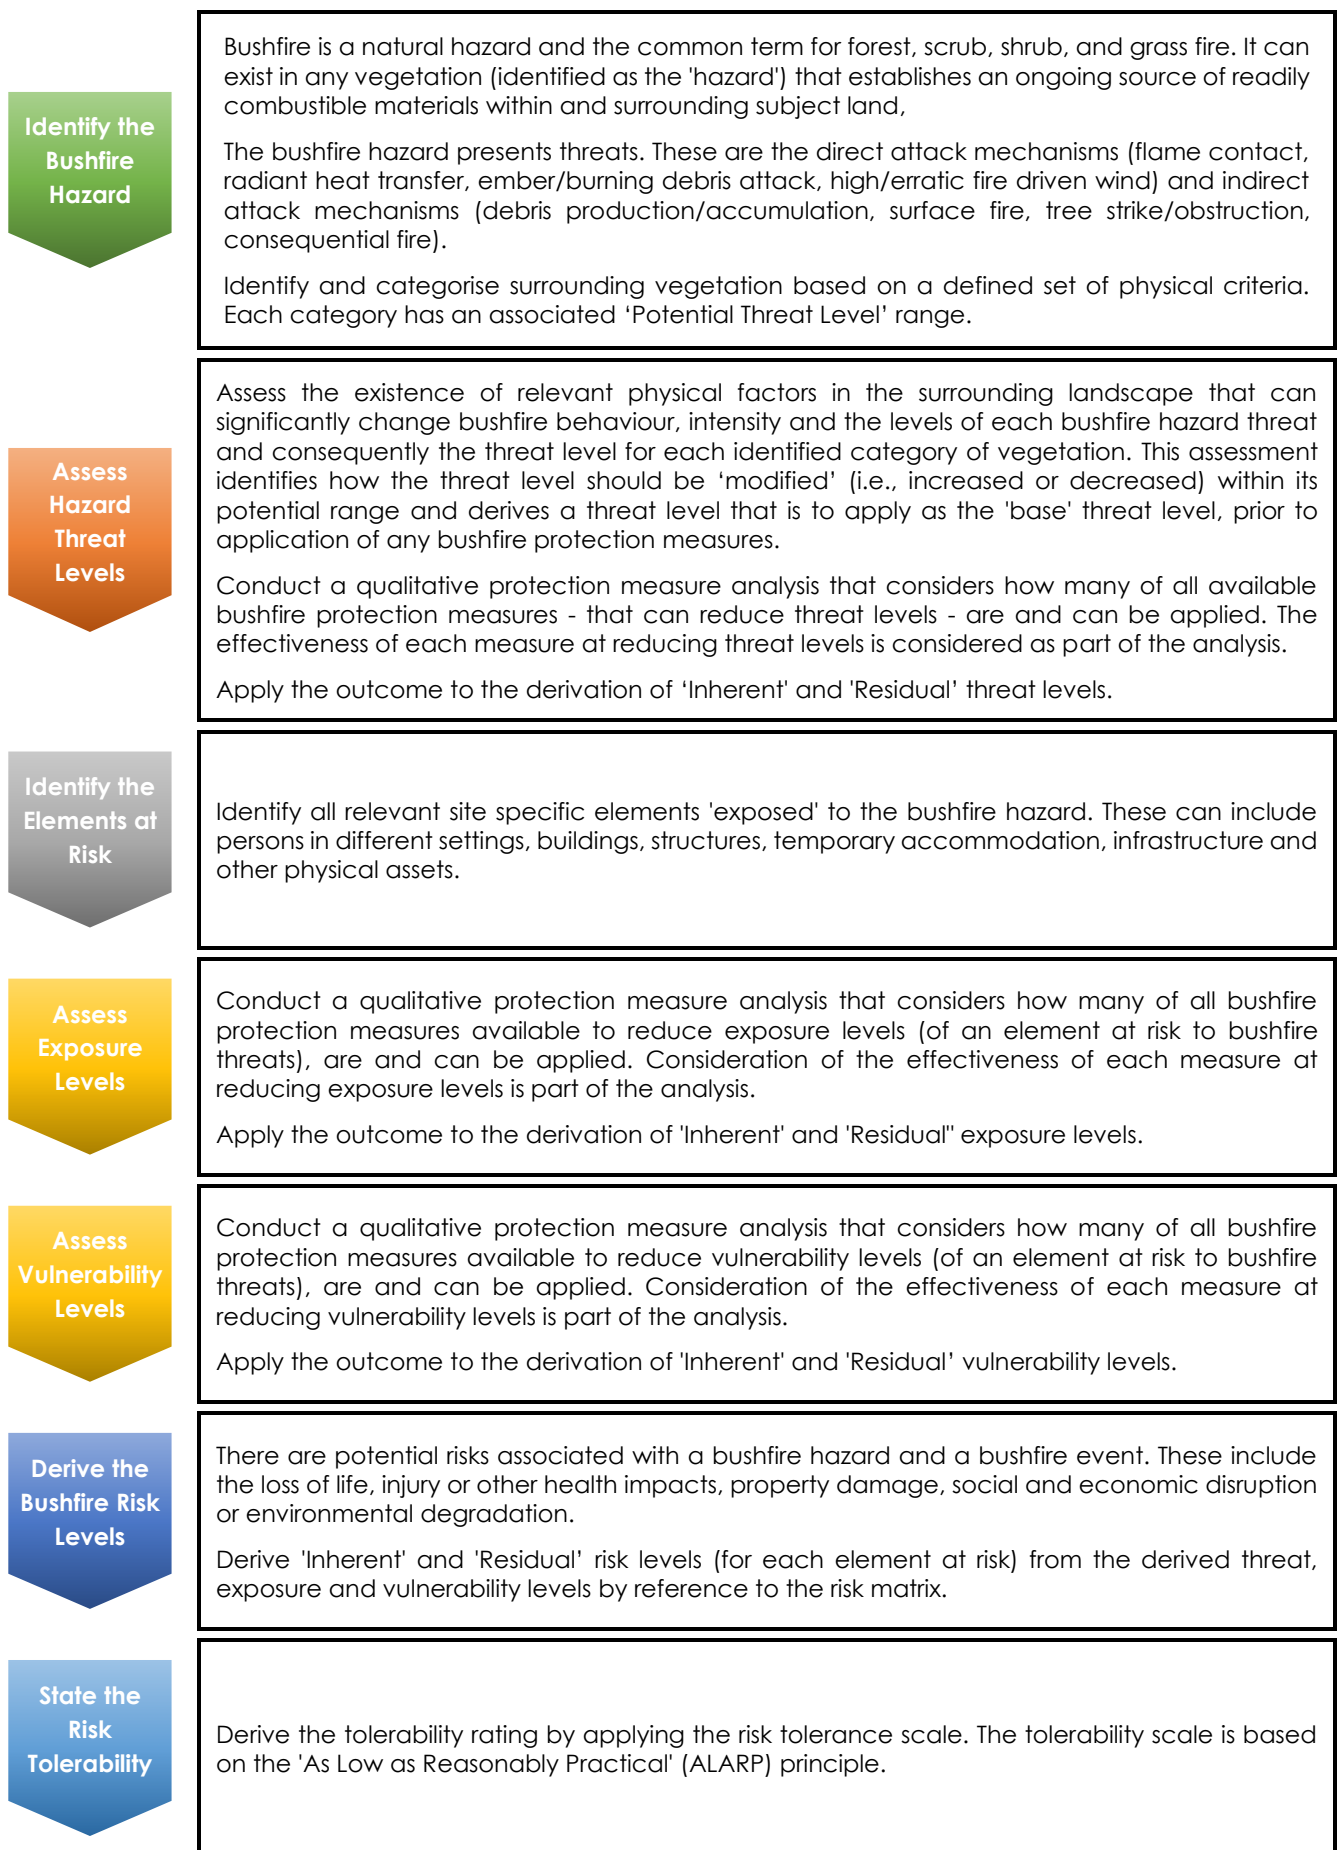 Identify the
Bushfire
Hazard
Bushfire is a natural hazard and the common term for forest, scrub, shrub, and grass fire. It can
exist in any vegetation (identified as the 'hazard') that establishes an ongoing source of readily
combustible materials within and surrounding subject land,
The bushfire hazard presents threats. These are the direct attack mechanisms (flame contact,
radiant heat transfer, ember/burning debris attack, high/erratic fire driven wind) and indirect
attack mechanisms (debris production/accumulation, surface fire, tree strike/obstruction,
consequential fire).
Identify and categorise surrounding vegetation based on a defined set of physical criteria.
Each category has an associated ‘Potential Threat Level’ range.
Assess
Hazard
Threat
Levels
Assess the existence of relevant physical factors in the surrounding landscape that can
significantly change bushfire behaviour, intensity and the levels of each bushfire hazard threat
and consequently the threat level for each identified category of vegetation. This assessment
identifies how the threat level should be ‘modified’ (i.e., increased or decreased) within its
potential range and derives a threat level that is to apply as the 'base' threat level, prior to
application of any bushfire protection measures.
Conduct a qualitative protection measure analysis that considers how many of all available
bushfire protection measures - that can reduce threat levels - are and can be applied. The
effectiveness of each measure at reducing threat levels is considered as part of the analysis.
Apply the outcome to the derivation of ‘Inherent' and 'Residual’ threat levels.
Identify the
Elements at
Risk
Identify all relevant site specific elements 'exposed' to the bushfire hazard. These can include
persons in different settings, buildings, structures, temporary accommodation, infrastructure and
other physical assets.
Assess
Exposure
Levels
Conduct a qualitative protection measure analysis that considers how many of all bushfire
protection measures available to reduce exposure levels (of an element at risk to bushfire
threats), are and can be applied. Consideration of the effectiveness of each measure at
reducing exposure levels is part of the analysis.
Apply the outcome to the derivation of 'Inherent' and 'Residual" exposure levels.
Assess
Vulnerability
Levels
Conduct a qualitative protection measure analysis that considers how many of all bushfire
protection measures available to reduce vulnerability levels (of an element at risk to bushfire
threats), are and can be applied. Consideration of the effectiveness of each measure at
reducing vulnerability levels is part of the analysis.
Apply the outcome to the derivation of 'Inherent' and 'Residual’ vulnerability levels.
Derive the
Bushfire Risk
Levels
There are potential risks associated with a bushfire hazard and a bushfire event. These include
the loss of life, injury or other health impacts, property damage, social and economic disruption
or environmental degradation.
Derive 'Inherent' and 'Residual’ risk levels (for each element at risk) from the derived threat,
exposure and vulnerability levels by reference to the risk matrix.
State the
Risk
Tolerability
Derive the tolerability rating by applying the risk tolerance scale. The tolerability scale is based
on the 'As Low as Reasonably Practical' (ALARP) principle.